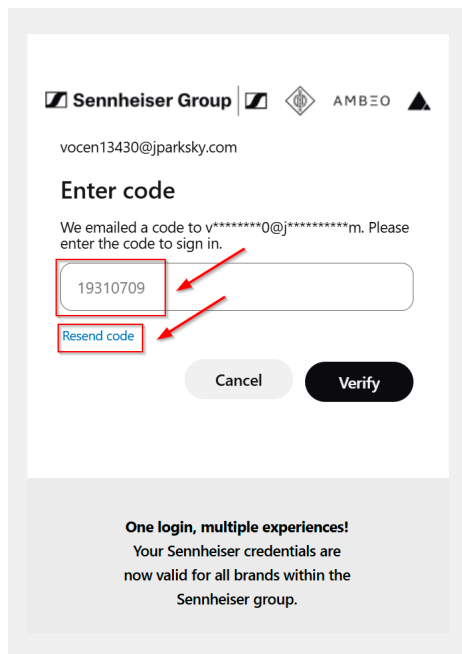 Sennheiser Group
AMBEO
vocen13430@jparksky.com
Enter code
We emailed a code to v********0@j**********m. Please
enter the code to sign in.
19310709
Resend code
Cancel
Verify
One login, multiple experiences!
Your Sennheiser credentials are
now valid for all brands within the
Sennheiser group.